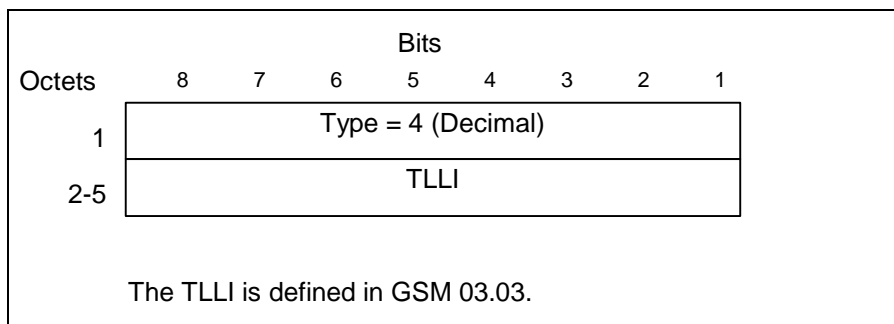 Bits
Octets 8 7 6 5 4 3 2 1
1 Type = 4 (Decimal)
2-5 TLLI
The TLLI is defined in GSM 03.03.